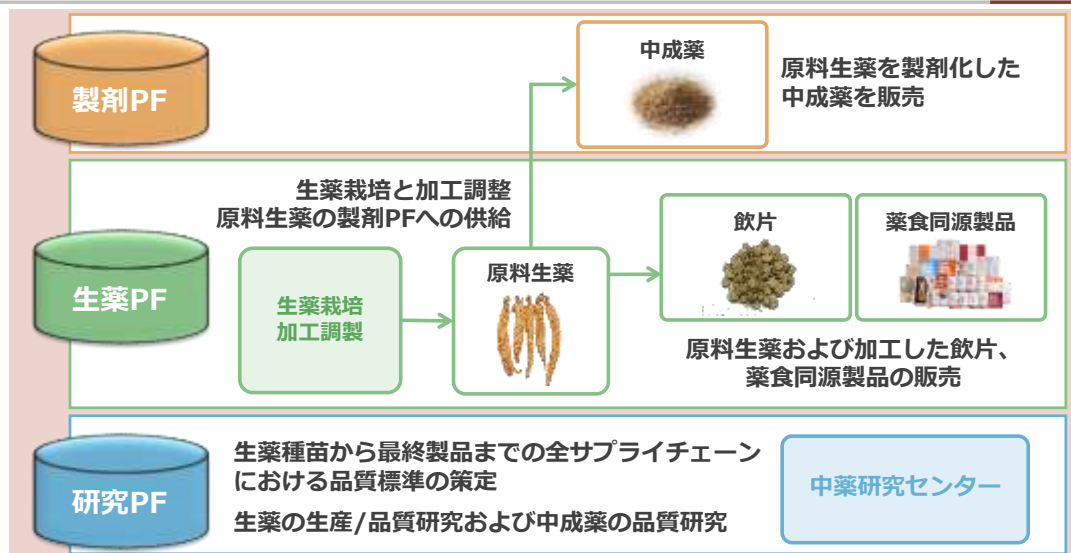 製剤PF
中成薬
原料生薬を製剤化した
中成薬を販売
生薬PF
生薬栽培と加工調整
原料生薬の製剤PFへの供給
生薬栽培
加工調製
原料生薬
飲片
薬食同源製品
原料生薬および加工した飲片、
薬食同源製品の販売
研究PF
生薬種苗から最終製品までの全サプライチェーン
における品質標準の策定
生薬の生産/品質研究および中成薬の品質研究
中薬研究センター